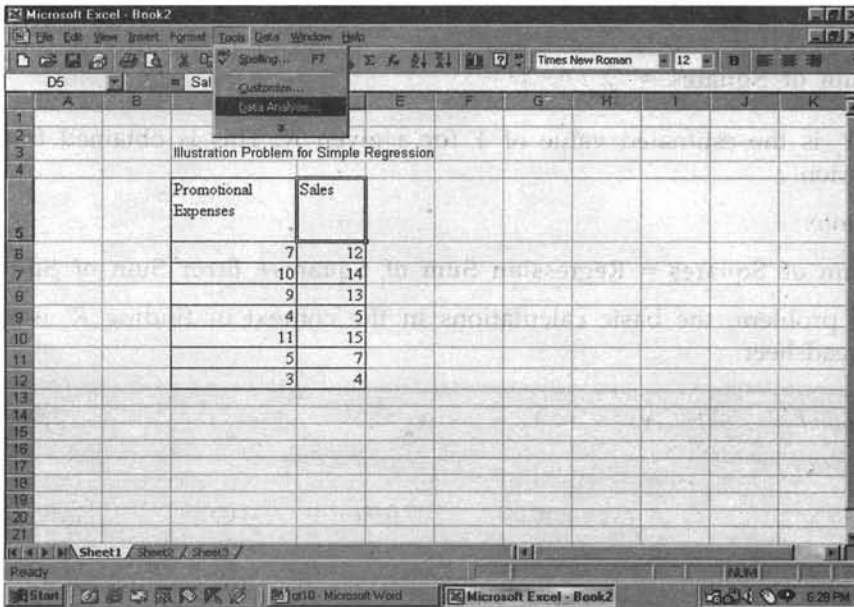 Microsoft Excel - Book2
File Edit View Insert Format Tools Data Window Help
Spelling... F7
Customize...
Data Analysis...
Times New Roman 12 B
D5 = Sal
A B E F G H I J K
1
2
3 Illustration Problem for Simple Regression
4
5 Promotional Expenses Sales
6 7 12
7 10 14
8 9 13
9 4 5
10 11 15
11 5 7
12 3 4
13
14
15
16
17
18
19
20
21
Sheet1 Sheet2 Sheet3
Ready NUM
Start qt10 - Microsoft Word Microsoft Excel - Book2 6:29 PM